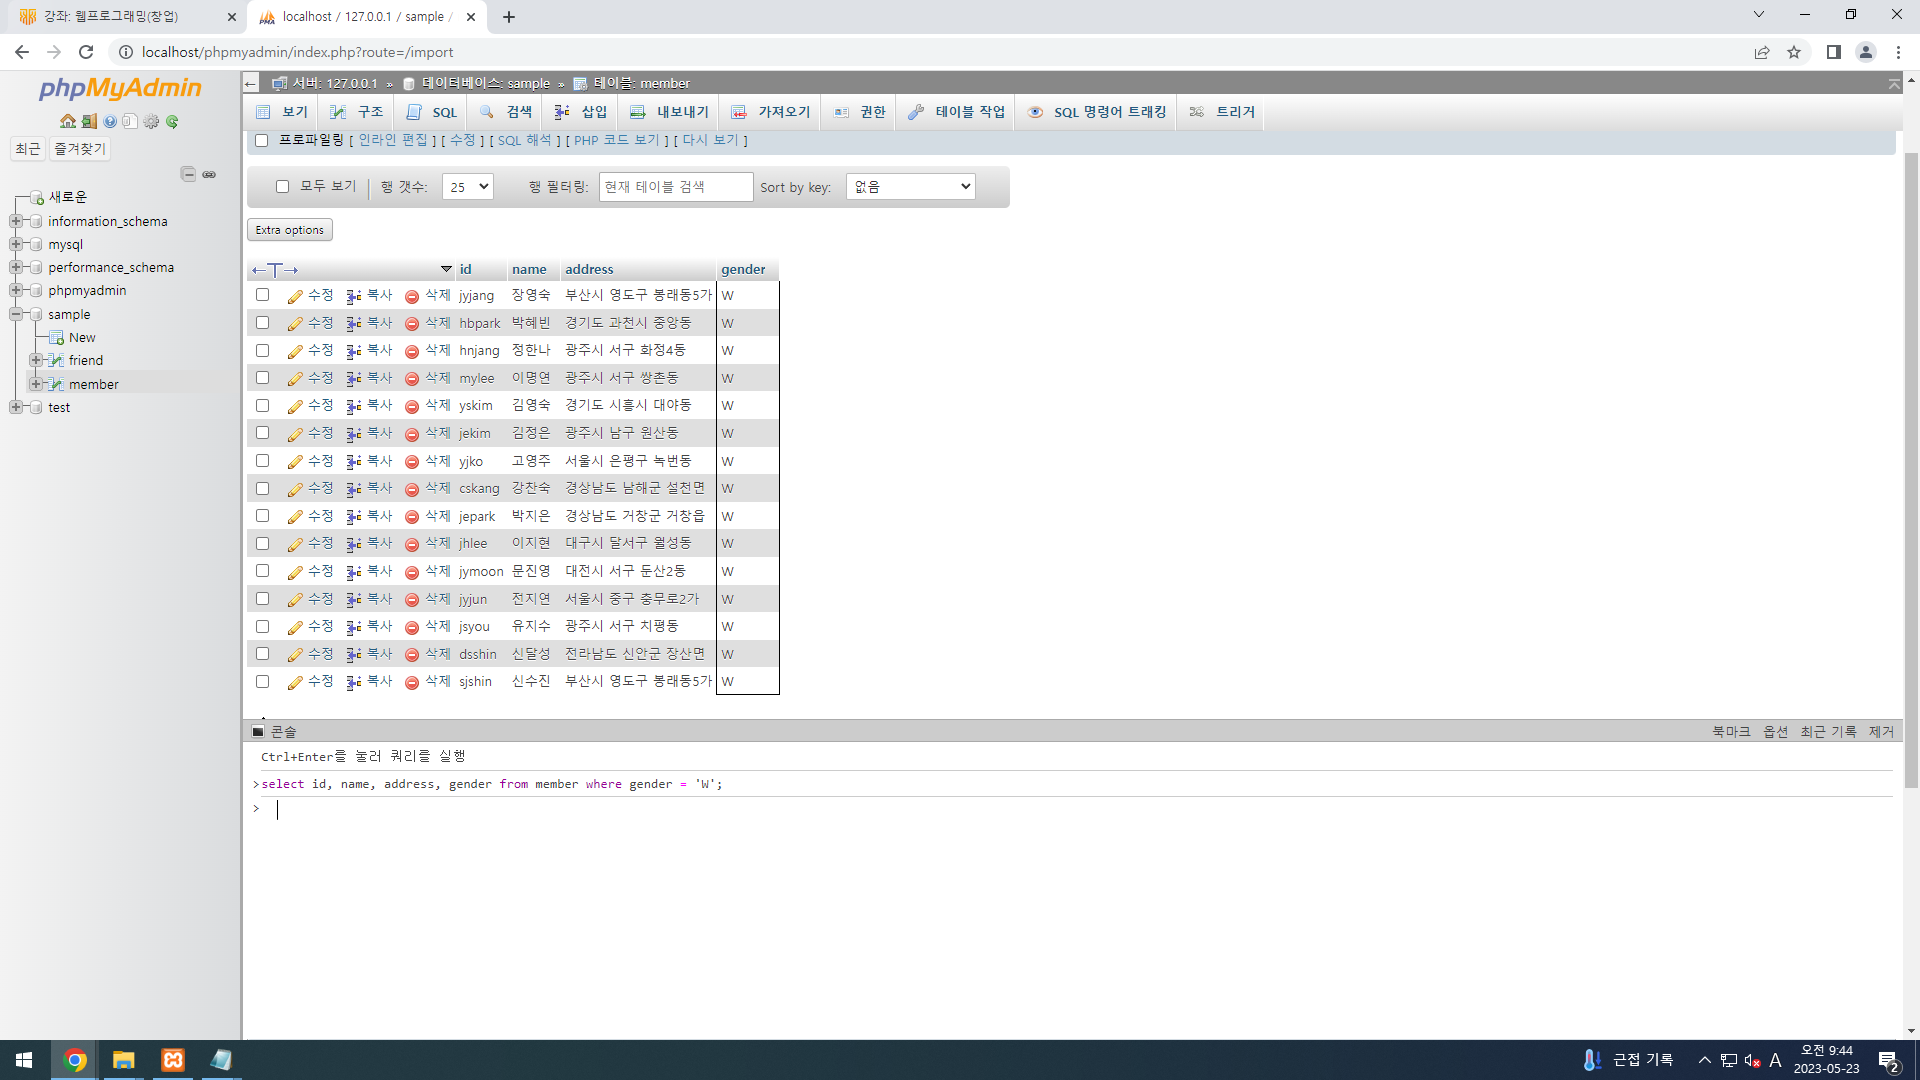 강좌: 웹프로그래밍(창업)
localhost / 127.0.0.1 / sample /
localhost/phpmyadmin/index.php?route=/import
phpMyAdmin
최근 즐겨찾기
새로운
information_schema
mysql
performance_schema
phpmyadmin
sample
New
friend
member
test
서버: 127.0.0.1 » 데이터베이스: sample » 테이블: member
보기 구조 SQL 검색 삽입 내보내기 가져오기 권한 테이블 작업 SQL 명령어 트래킹 트리거
프로파일링 [ 인라인 편집 ] [ 수정 ] [ SQL 해석 ] [ PHP 코드 보기 ] [ 다시 보기 ]
모두 보기 행 갯수: 25 행 필터링: 현재 테이블 검색 Sort by key: 없음
Extra options
id name address gender
수정 복사 삭제 jyjang 장영숙 부산시 영도구 봉래동5가 W
수정 복사 삭제 hbpark 박혜빈 경기도 과천시 중앙동 W
수정 복사 삭제 hnjang 정한나 광주시 서구 화정4동 W
수정 복사 삭제 mylee 이명연 광주시 서구 쌍촌동 W
수정 복사 삭제 yskim 김영숙 경기도 시흥시 대야동 W
수정 복사 삭제 jekim 김정은 광주시 남구 원산동 W
수정 복사 삭제 yjko 고영주 서울시 은평구 녹번동 W
수정 복사 삭제 cskang 강찬숙 경상남도 남해군 설천면 W
수정 복사 삭제 jepark 박지은 경상남도 거창군 거창읍 W
수정 복사 삭제 jhlee 이지현 대구시 달서구 월성동 W
수정 복사 삭제 jymoon 문진영 대전시 서구 둔산2동 W
수정 복사 삭제 jyjun 전지연 서울시 중구 충무로2가 W
수정 복사 삭제 jsyou 유지수 광주시 서구 치평동 W
수정 복사 삭제 dsshin 신달성 전라남도 신안군 장산면 W
수정 복사 삭제 sjshin 신수진 부산시 영도구 봉래동5가 W
콘솔 북마크 옵션 최근 기록 제거
Ctrl+Enter를 눌러 쿼리를 실행
>select id, name, address, gender from member where gender = 'W';
>
근접 기록 A 오전 9:44
2023-05-23 2